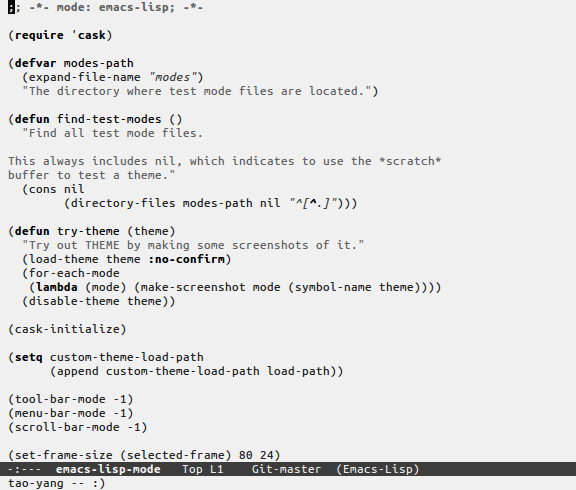 ;; -*- mode: emacs-lisp; -*-

(require 'cask)

(defvar modes-path
  (expand-file-name "modes")
  "The directory where test mode files are located.")

(defun find-test-modes ()
  "Find all test mode files.

This always includes nil, which indicates to use the *scratch*
buffer to test a theme."
  (cons nil
        (directory-files modes-path nil "^[^.]")))

(defun try-theme (theme)
  "Try out THEME by making some screenshots of it."
  (load-theme theme :no-confirm)
  (for-each-mode
   (lambda (mode) (make-screenshot mode (symbol-name theme))))
  (disable-theme theme))

(cask-initialize)

(setq custom-theme-load-path
      (append custom-theme-load-path load-path))

(tool-bar-mode -1)
(menu-bar-mode -1)
(scroll-bar-mode -1)

(set-frame-size (selected-frame) 80 24)
-:---  emacs-lisp-mode   Top L1    Git-master  (Emacs-Lisp)
tao-yang -- :)